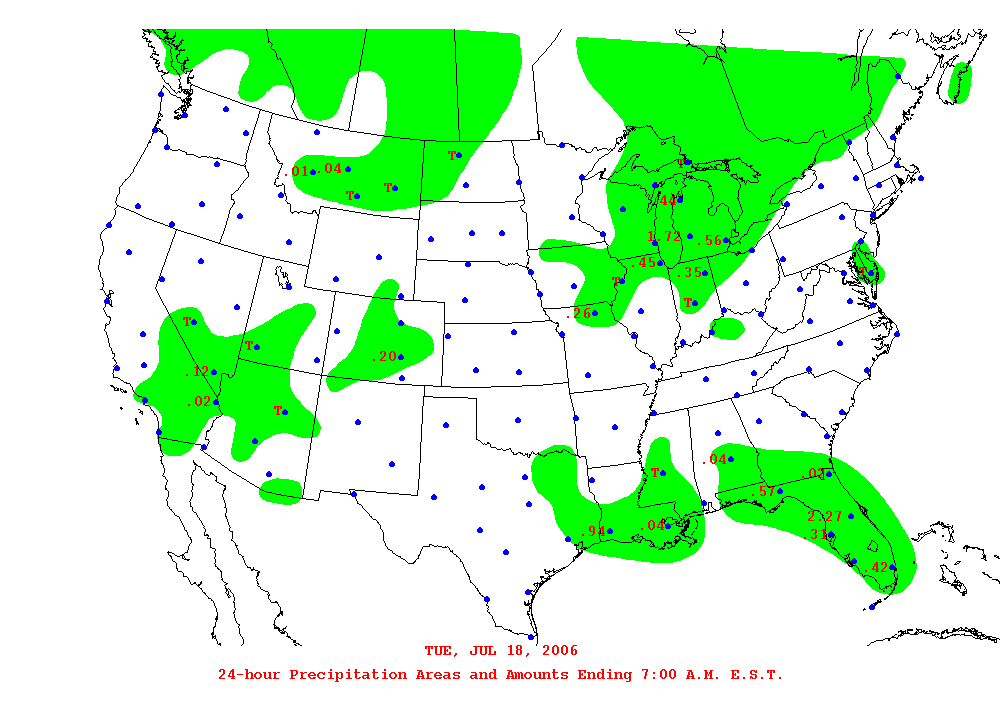 T
.01 .04
T
T
T
.44
1.72 .56
.45
.35
T
T
.26
T
T
T
.20
.12
.02
T
.04
T
.02
.57
2.27
.94 .04 .31
.42
TUE, JUL 18, 2006
24-hour Precipitation Areas and Amounts Ending 7:00 A.M. E.S.T.